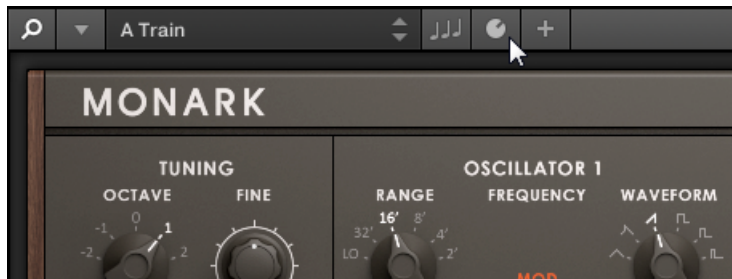 A Train
MONARK
TUNING
OSCILLATOR 1
OCTAVE FINE RANGE FREQUENCY WAVEFORM
0 16' 8'
-1 1 32' 4'
-2 2 LO 2'
MOD